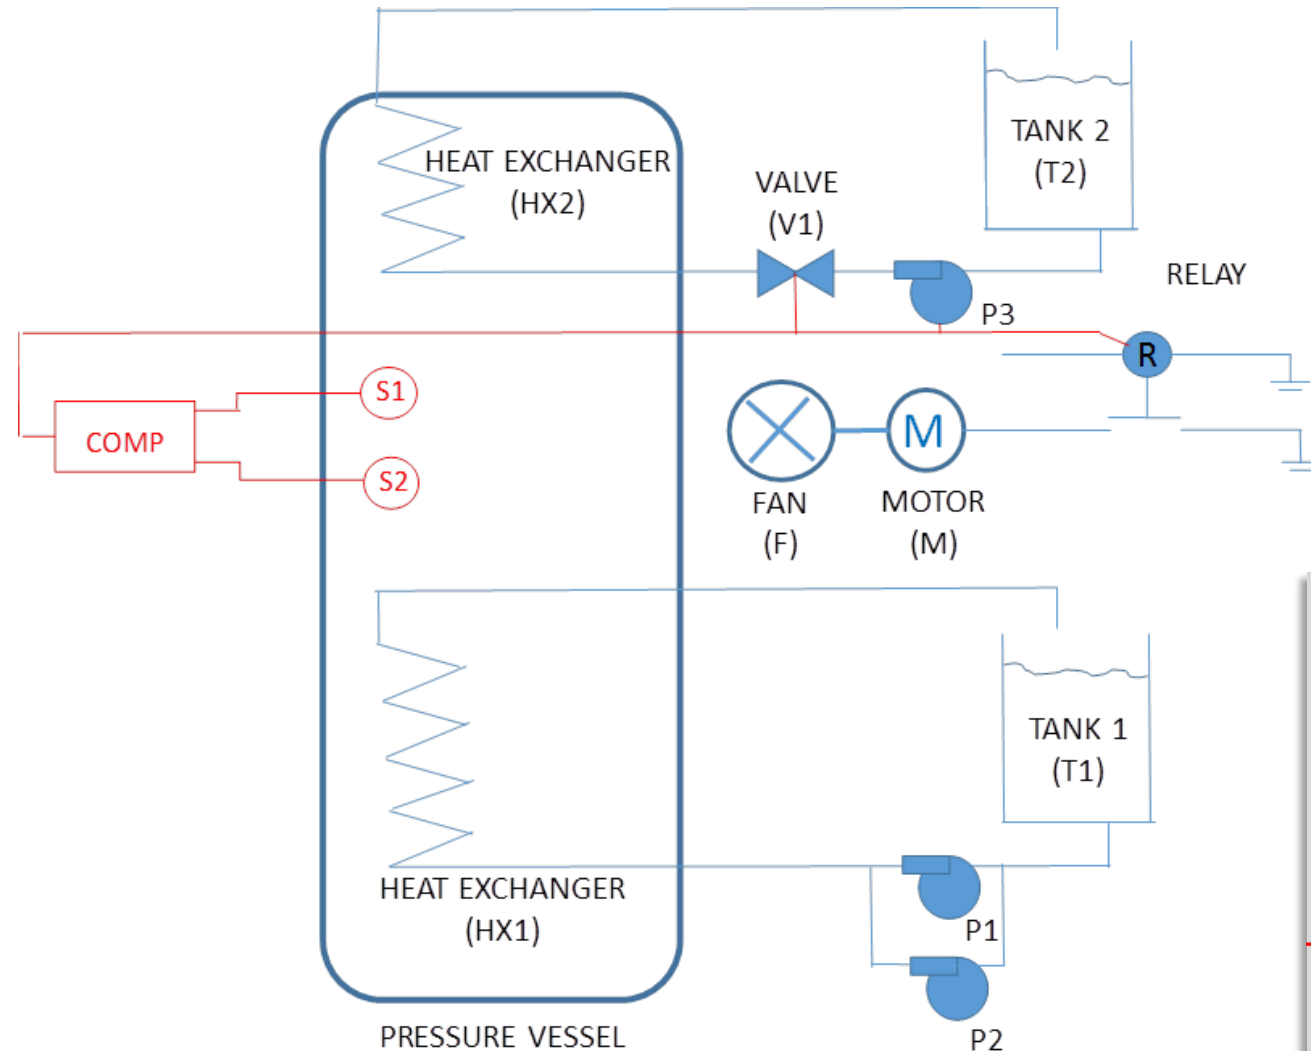 TANK 2
(T2)
HEAT EXCHANGER
(HX2)
VALVE
(V1)
RELAY
P3
R
S1
COMP
S2
M
FAN
(F)
MOTOR
(M)
TANK 1
(T1)
HEAT EXCHANGER
(HX1)
P1
P2
PRESSURE VESSEL